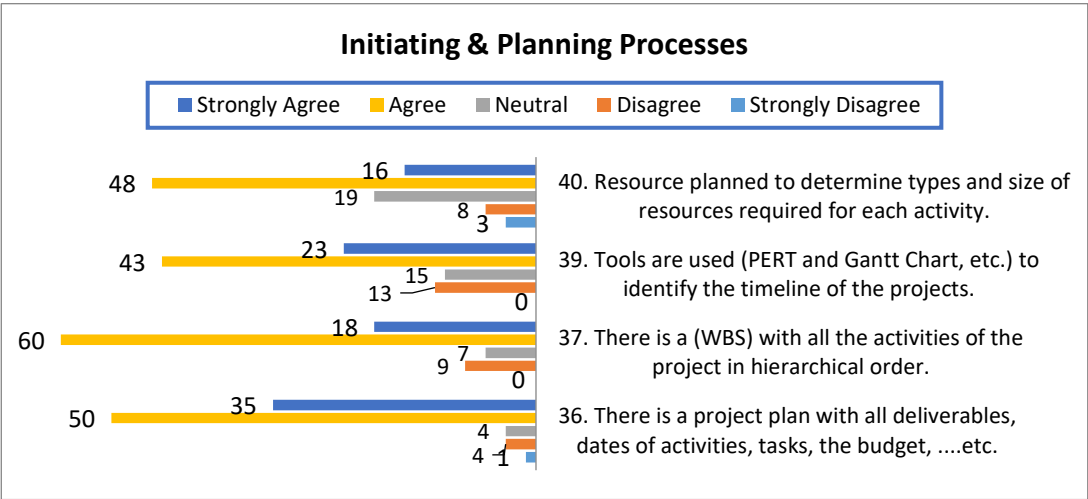 Initiating & Planning Processes
Strongly Agree Agree Neutral Disagree Strongly Disagree
16
48
19
8
3
40. Resource planned to determine types and size of
resources required for each activity.
23
43
15
13
0
39. Tools are used (PERT and Gantt Chart, etc.) to
identify the timeline of the projects.
18
60
7
9
0
37. There is a (WBS) with all the activities of the
project in hierarchical order.
35
50
4
4
1
36. There is a project plan with all deliverables,
dates of activities, tasks, the budget, ....etc.